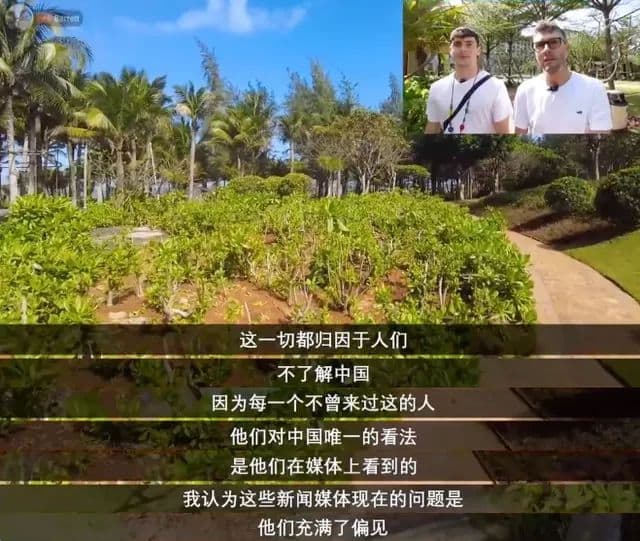 Barrett
这一切都归因于人们
不了解中国
因为每一个不曾来过这的人
他们对中国唯一的看法
是他们在媒体上看到的
我认为这些新闻媒体现在的问题是
他们充满了偏见